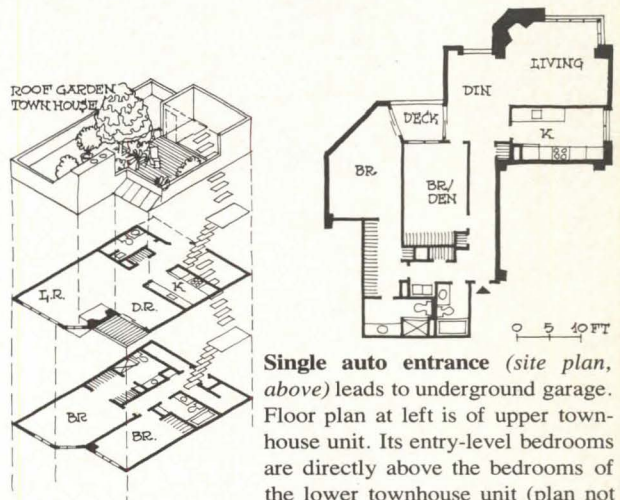 ROOF GARDEN
TOWN HOUSE
L.R.
D.R.
K
BR
BR.
LIVING
DIN
DECK
K
BR
BR/
DEN
0 5 10 FT
Single auto entrance (site plan,
above) leads to underground garage.
Floor plan at left is of upper town-
house unit. Its entry-level bedrooms
are directly above the bedrooms of
the lower townhouse unit (plan not